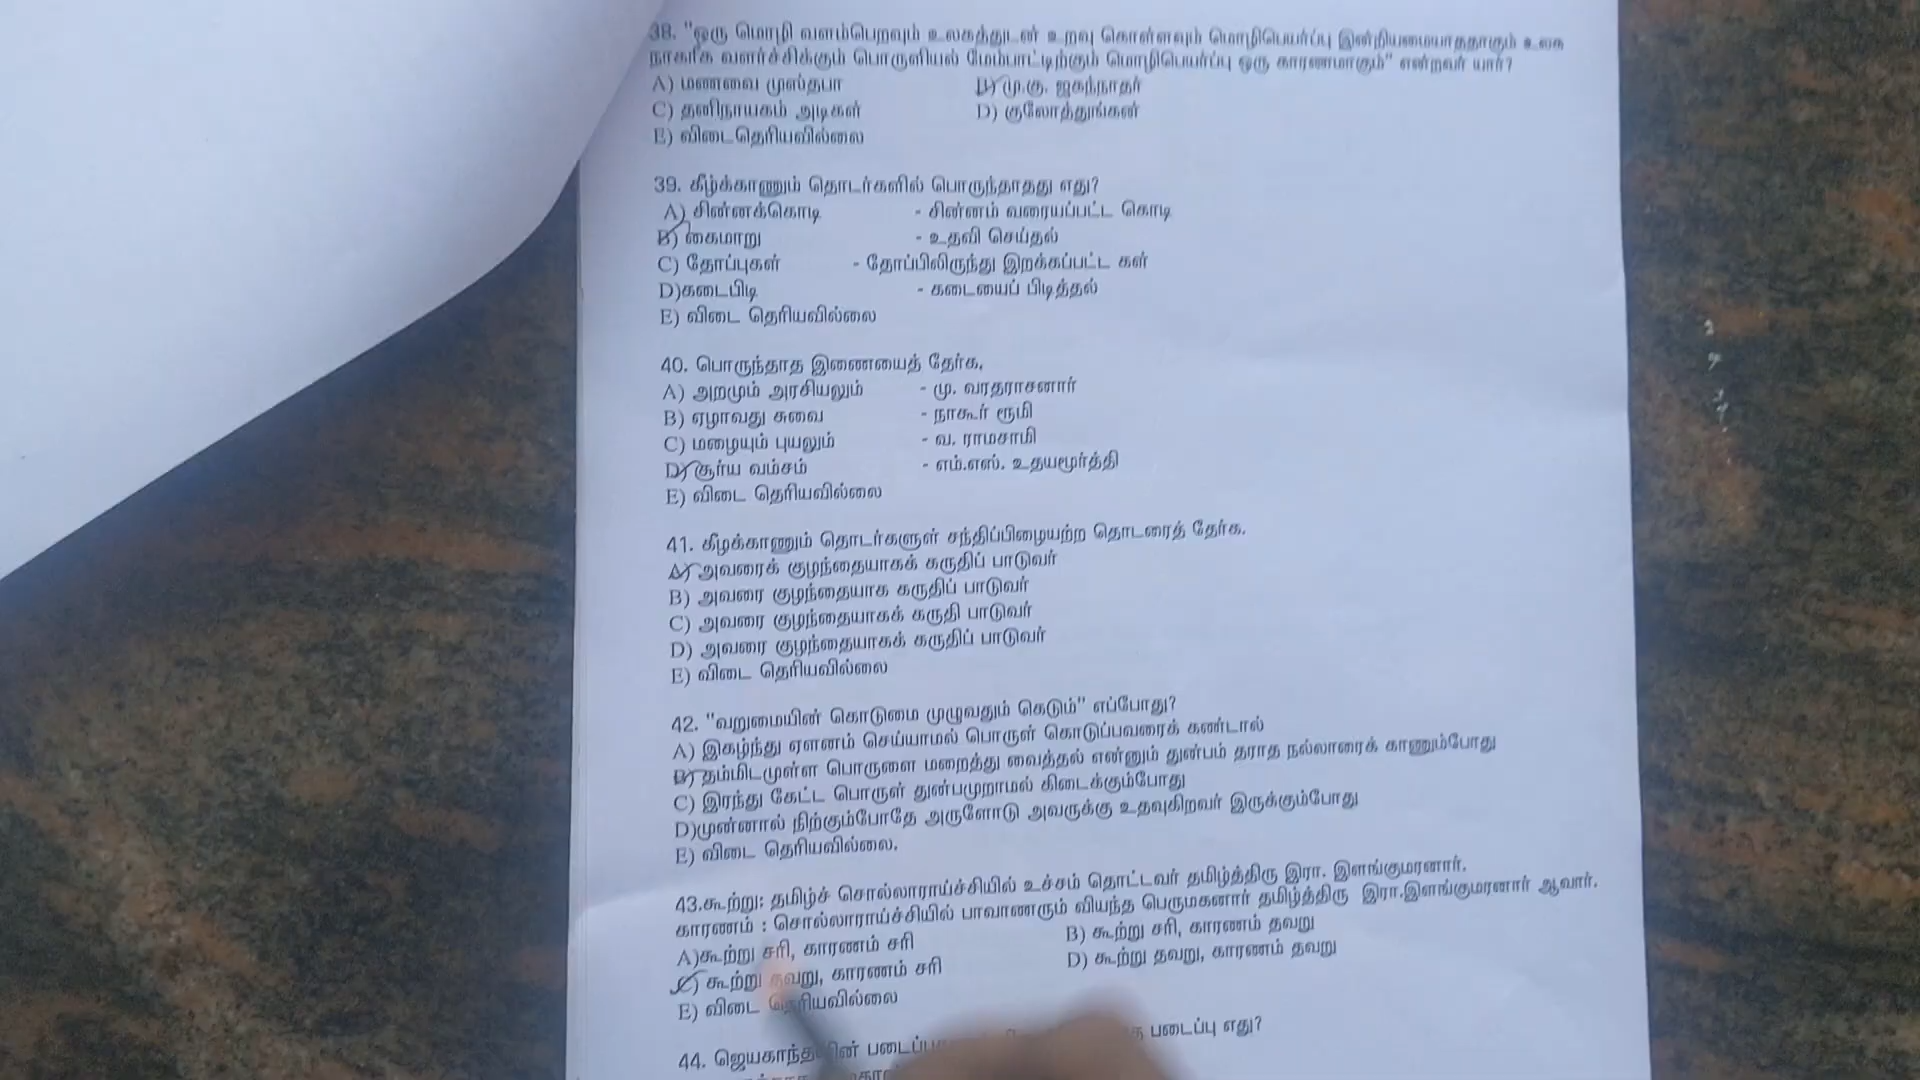 38. "ஒரு மொழி வளம்பெறவும் உலகத்துடன் உறவு கொள்ளவும் மொழிபெயர்ப்பு இன்றியமையாததாகும் உலக
நாகரிக வளர்ச்சிக்கும் பொருளியல் மேம்பாட்டிற்கும் மொழிபெயர்ப்பு ஒரு காரணமாகும்" என்றவர் யார்?
A) மணவை முஸ்தபா B) மு.கு. ஜகந்நாதர்
C) தனிநாயகம் அடிகள் D) குலோத்துங்கன்
E) விடைதெரியவில்லை
39. கீழ்க்காணும் தொடர்களில் பொருந்தாதது எது?
A) சின்னக்கொடி - சின்னம் வரையப்பட்ட கொடி
B) கைமாறு - உதவி செய்தல்
C) தோப்புகள் - தோப்பிலிருந்து இறக்கப்பட்ட கள்
D)கடைபிடி - கடையைப் பிடித்தல்
E) விடை தெரியவில்லை
40. பொருந்தாத இணையைத் தேர்க.
A) அறமும் அரசியலும் - மு. வரதராசனார்
B) ஏழாவது சுவை - நாகூர் ரூமி
C) மழையும் புயலும் - வ. ராமசாமி
D) சூர்ய வம்சம் - எம்.எஸ். உதயமூர்த்தி
E) விடை தெரியவில்லை
41. கீழக்காணும் தொடர்களுள் சந்திப்பிழையற்ற தொடரைத் தேர்க.
A) அவரைக் குழந்தையாகக் கருதிப் பாடுவர்
B) அவரை குழந்தையாக கருதிப் பாடுவர்
C) அவரை குழந்தையாகக் கருதி பாடுவர்
D) அவரை குழந்தையாகக் கருதிப் பாடுவர்
E) விடை தெரியவில்லை
42. "வறுமையின் கொடுமை முழுவதும் கெடும்" எப்போது?
A) இகழ்ந்து ஏளனம் செய்யாமல் பொருள் கொடுப்பவரைக் கண்டால்
B) தம்மிடமுள்ள பொருளை மறைத்து வைத்தல் என்னும் துன்பம் தராத நல்லாரைக் காணும்போது
C) இரந்து கேட்ட பொருள் துன்பமுறாமல் கிடைக்கும்போது
D)முன்னால் நிற்கும்போதே அருளோடு அவருக்கு உதவுகிறவர் இருக்கும்போது
E) விடை தெரியவில்லை.
43.கூற்று: தமிழ்ச் சொல்லாராய்ச்சியில் உச்சம் தொட்டவர் தமிழ்த்திரு இரா. இளங்குமரனார்.
காரணம் : சொல்லாராய்ச்சியில் பாவாணரும் வியந்த பெருமகனார் தமிழ்த்திரு இரா.இளங்குமரனார் ஆவார்.
A)கூற்று சரி, காரணம் சரி B) கூற்று சரி, காரணம் தவறு
C) கூற்று தவறு, காரணம் சரி D) கூற்று தவறு, காரணம் தவறு
E) விடை தெரியவில்லை
44. படைப்பு எது?